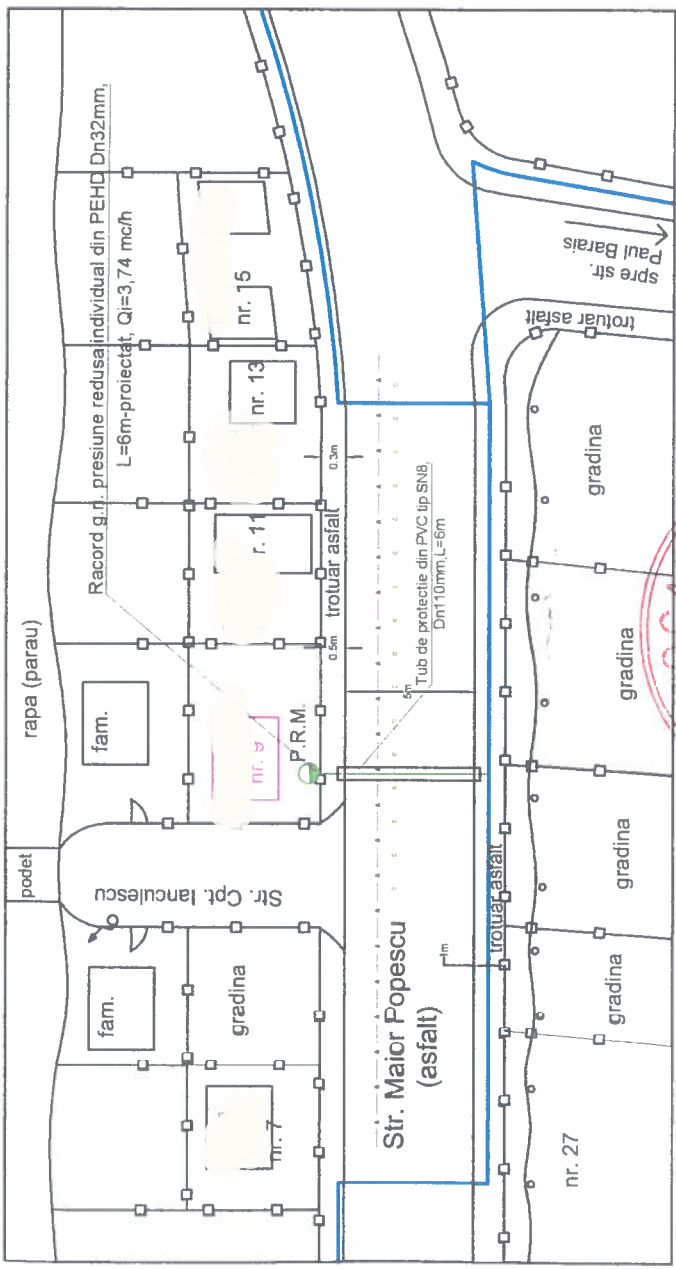 rapa (parau)
podet
Racord g.n. presiune redusa individual din PEHD Dn32mm,
L=6m-proiectat, Qi=3,74 mc/h
fam.
fam.
Str. Cpt. Ianculescu
gradina
nr. 7
nr. 9
P.R.M.
r. 11
nr. 13
nr. 15
trotuar asfalt
0.5m
0.3m
Str. Maior Popescu
(asfalt)
5m
Tub de protectie din PVC tip SN8,
Dn110mm,L=6m
1m
trotuar asfalt
trotuar asfalt
spre str.
Paul Barais
nr. 27
gradina
gradina
gradina
gradina